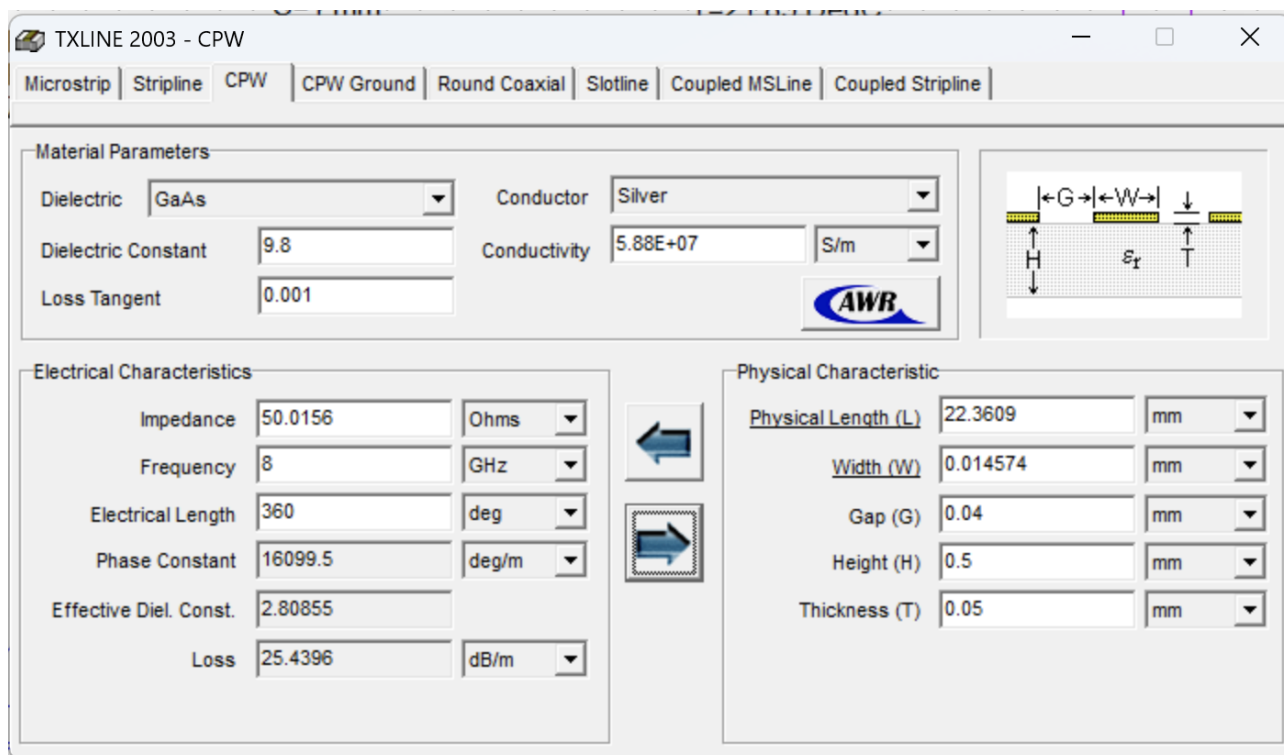 TXLINE 2003 - CPW
Microstrip Stripline CPW CPW Ground Round Coaxial Slotline Coupled MSLine Coupled Stripline
Material Parameters
Dielectric GaAs Conductor Silver
Dielectric Constant 9.8 Conductivity 5.88E+07 S/m
Loss Tangent 0.001
AWR
←G→ ←W→
H εr T
Electrical Characteristics
Impedance 50.0156 Ohms
Frequency 8 GHz
Electrical Length 360 deg
Phase Constant 16099.5 deg/m
Effective Diel. Const. 2.80855
Loss 25.4396 dB/m
Physical Characteristic
Physical Length (L) 22.3609 mm
Width (W) 0.014574 mm
Gap (G) 0.04 mm
Height (H) 0.5 mm
Thickness (T) 0.05 mm